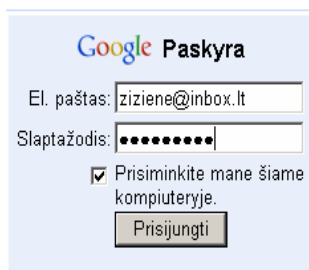 Google Paskyra
El. paštas: ziziene@inbox.lt
Slaptažodis: ●●●●●●●●●
Prisiminkite mane šiame
kompiuteryje.
Prisijungti